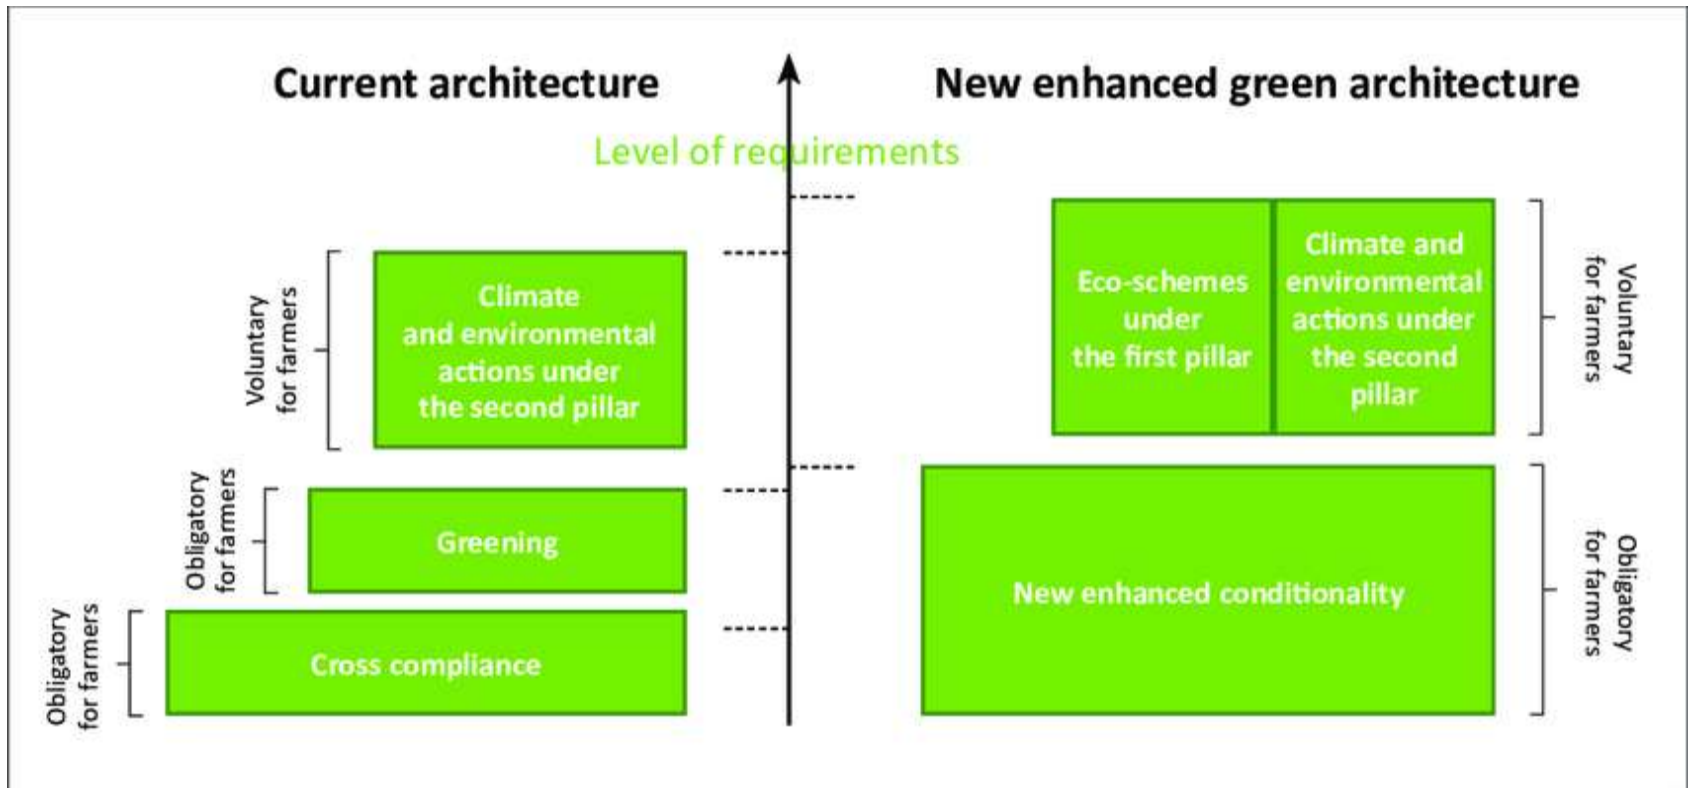 Current architecture
New enhanced green architecture
Level of requirements
Voluntary
for farmers
Climate
and environmental
actions under
the second pillar
Obligatory
for farmers
Greening
Obligatory
for farmers
Cross compliance
Eco-schemes
under
the first pillar
Climate and
environmental
actions under
the second
pillar
Voluntary
for farmers
New enhanced conditionality
Obligatory
for farmers